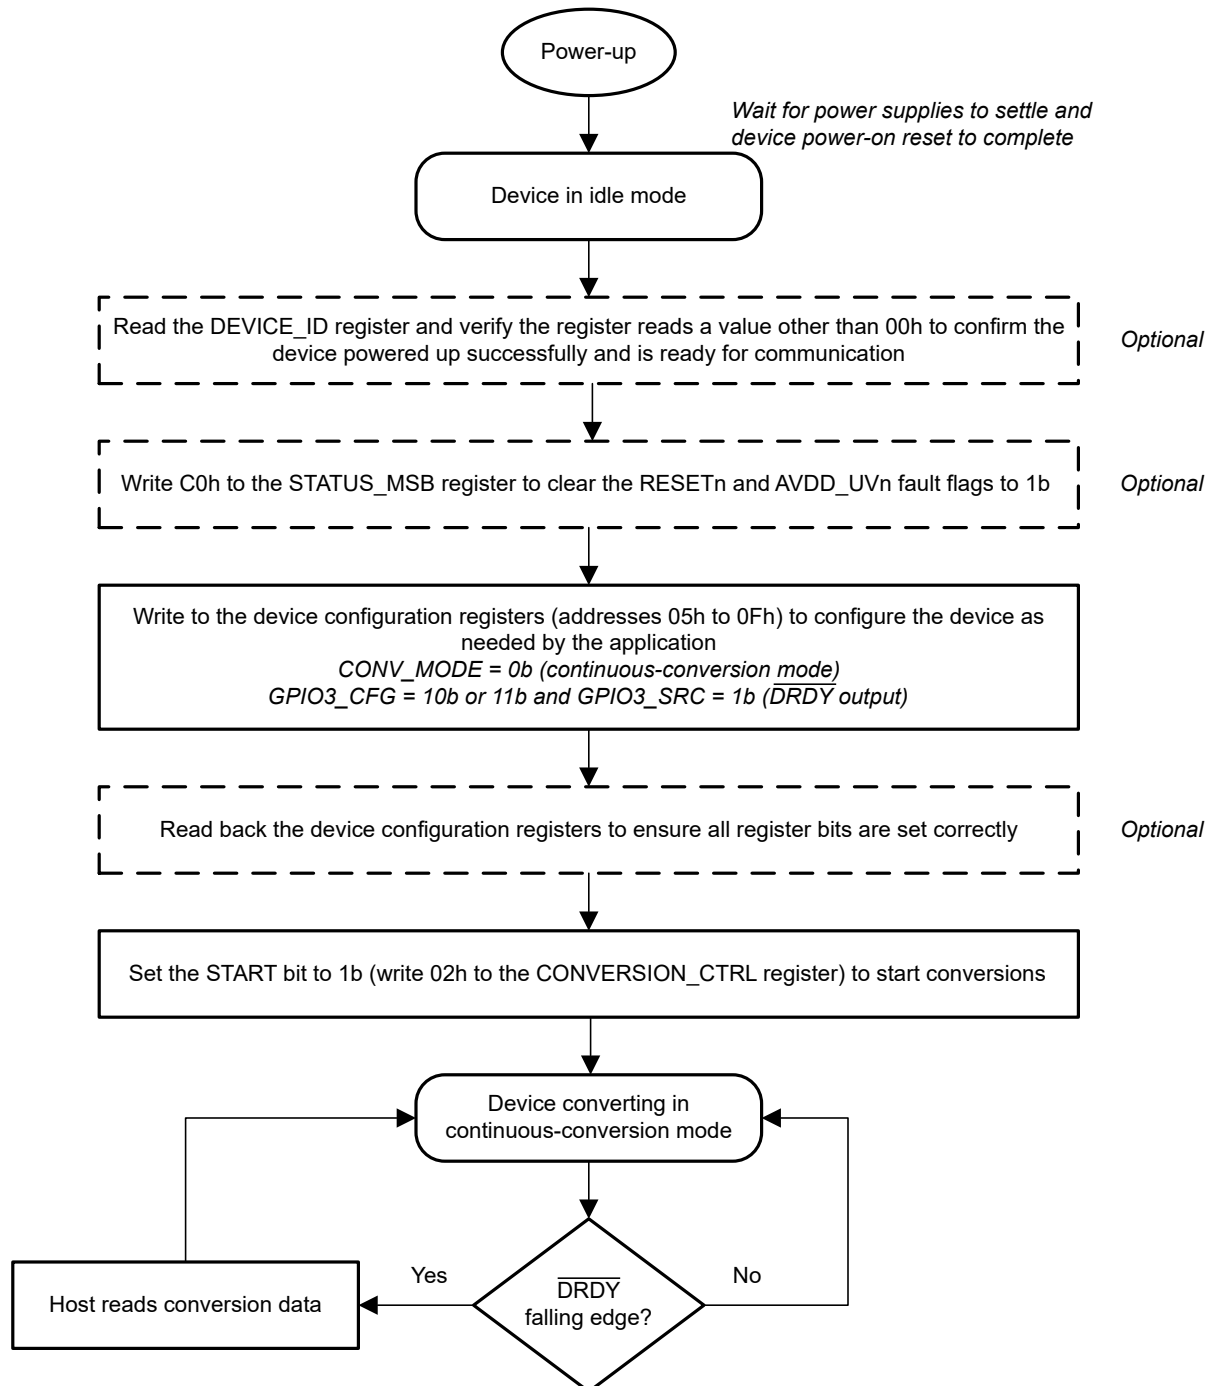 Power-up
Wait for power supplies to settle and
device power-on reset to complete
Device in idle mode
Read the DEVICE_ID register and verify the register reads a value other than 00h to confirm the
device powered up successfully and is ready for communication
Optional
Write C0h to the STATUS_MSB register to clear the RESETn and AVDD_UVn fault flags to 1b
Optional
Write to the device configuration registers (addresses 05h to 0Fh) to configure the device as
needed by the application
CONV_MODE = 0b (continuous-conversion mode)
GPIO3_CFG = 10b or 11b and GPIO3_SRC = 1b (D̅R̅D̅Y̅ output)
Read back the device configuration registers to ensure all register bits are set correctly
Optional
Set the START bit to 1b (write 02h to the CONVERSION_CTRL register) to start conversions
Device converting in
continuous-conversion mode
Yes
D̅R̅D̅Y̅
falling edge?
No
Host reads conversion data